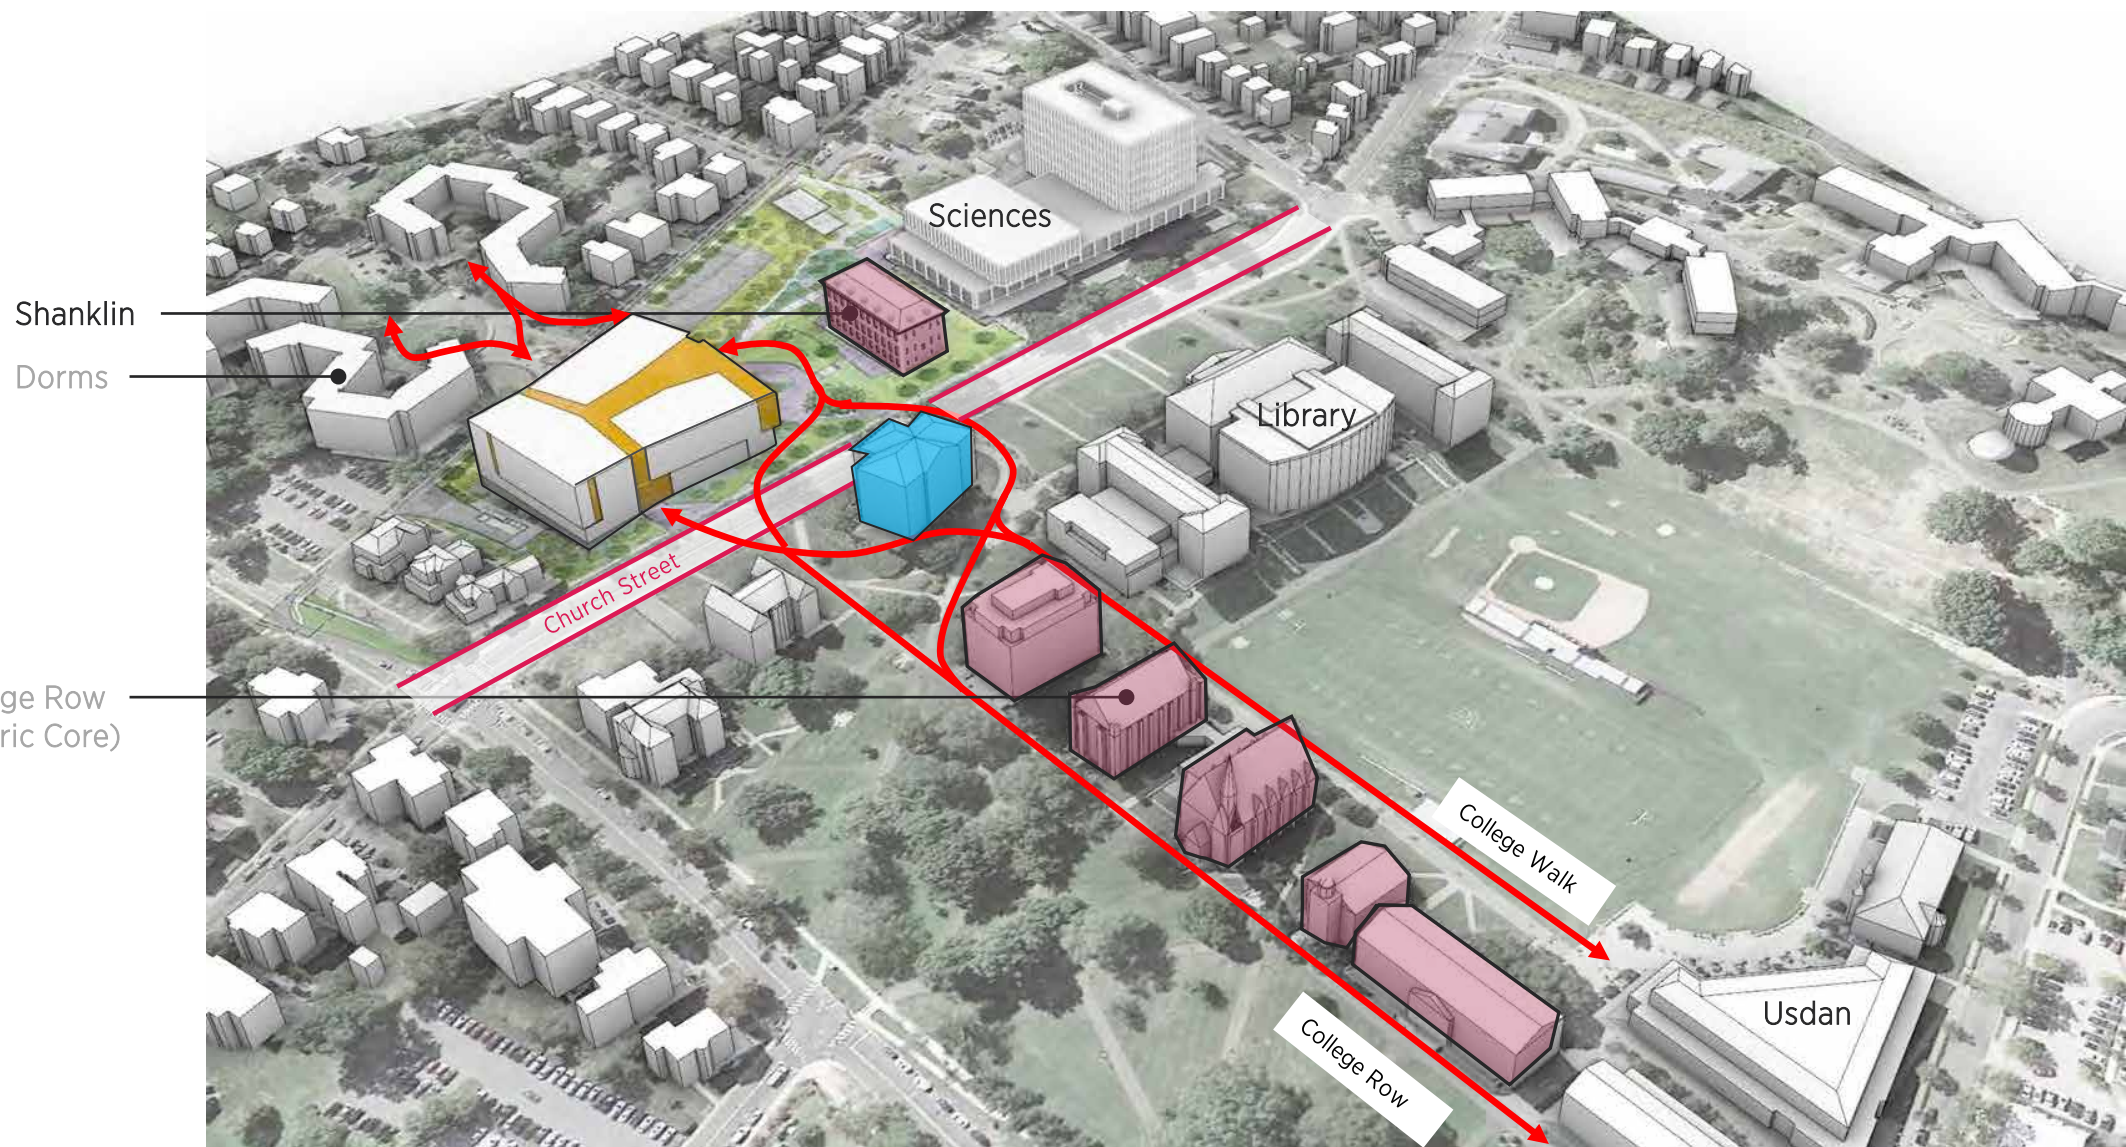 Sciences
Shanklin
Dorms
Library
Church Street
ge Row
ric Core)
College Walk
Usdan
College Row